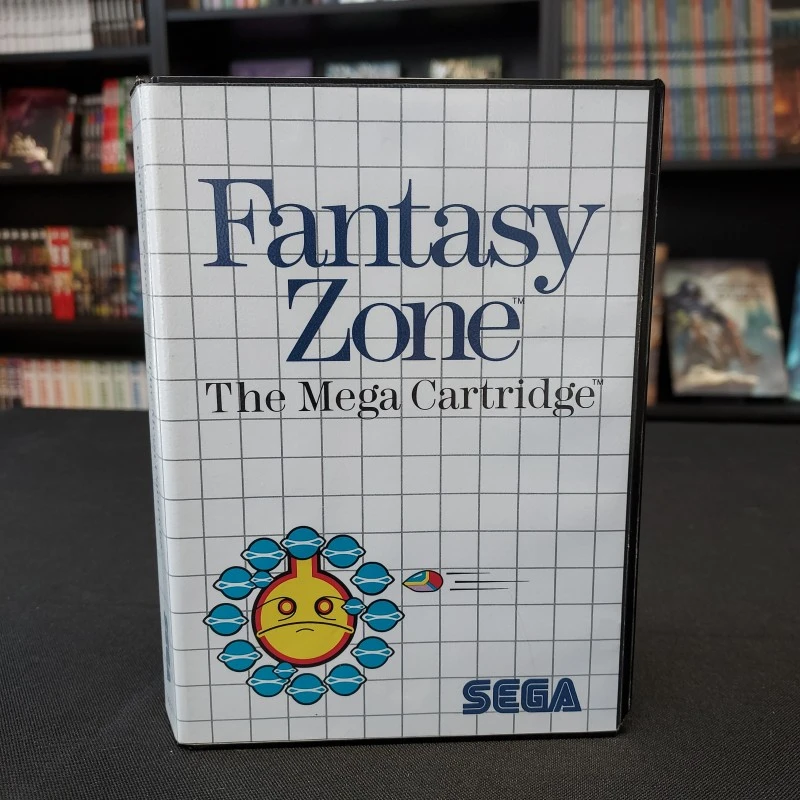 Fantasy
Zone™
The Mega Cartridge™
SEGA